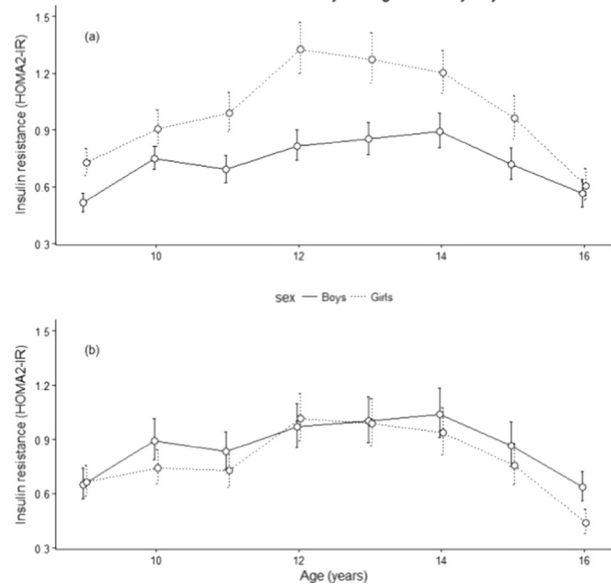 1.5
(a)
1.2
0.9
0.6
0.3
Insulin resistance (HOMA2-IR)
10 12 14 16
sex Boys Girls
1.5
(b)
1.2
0.9
0.6
0.3
Insulin resistance (HOMA2-IR)
10 12 14 16
Age (years)